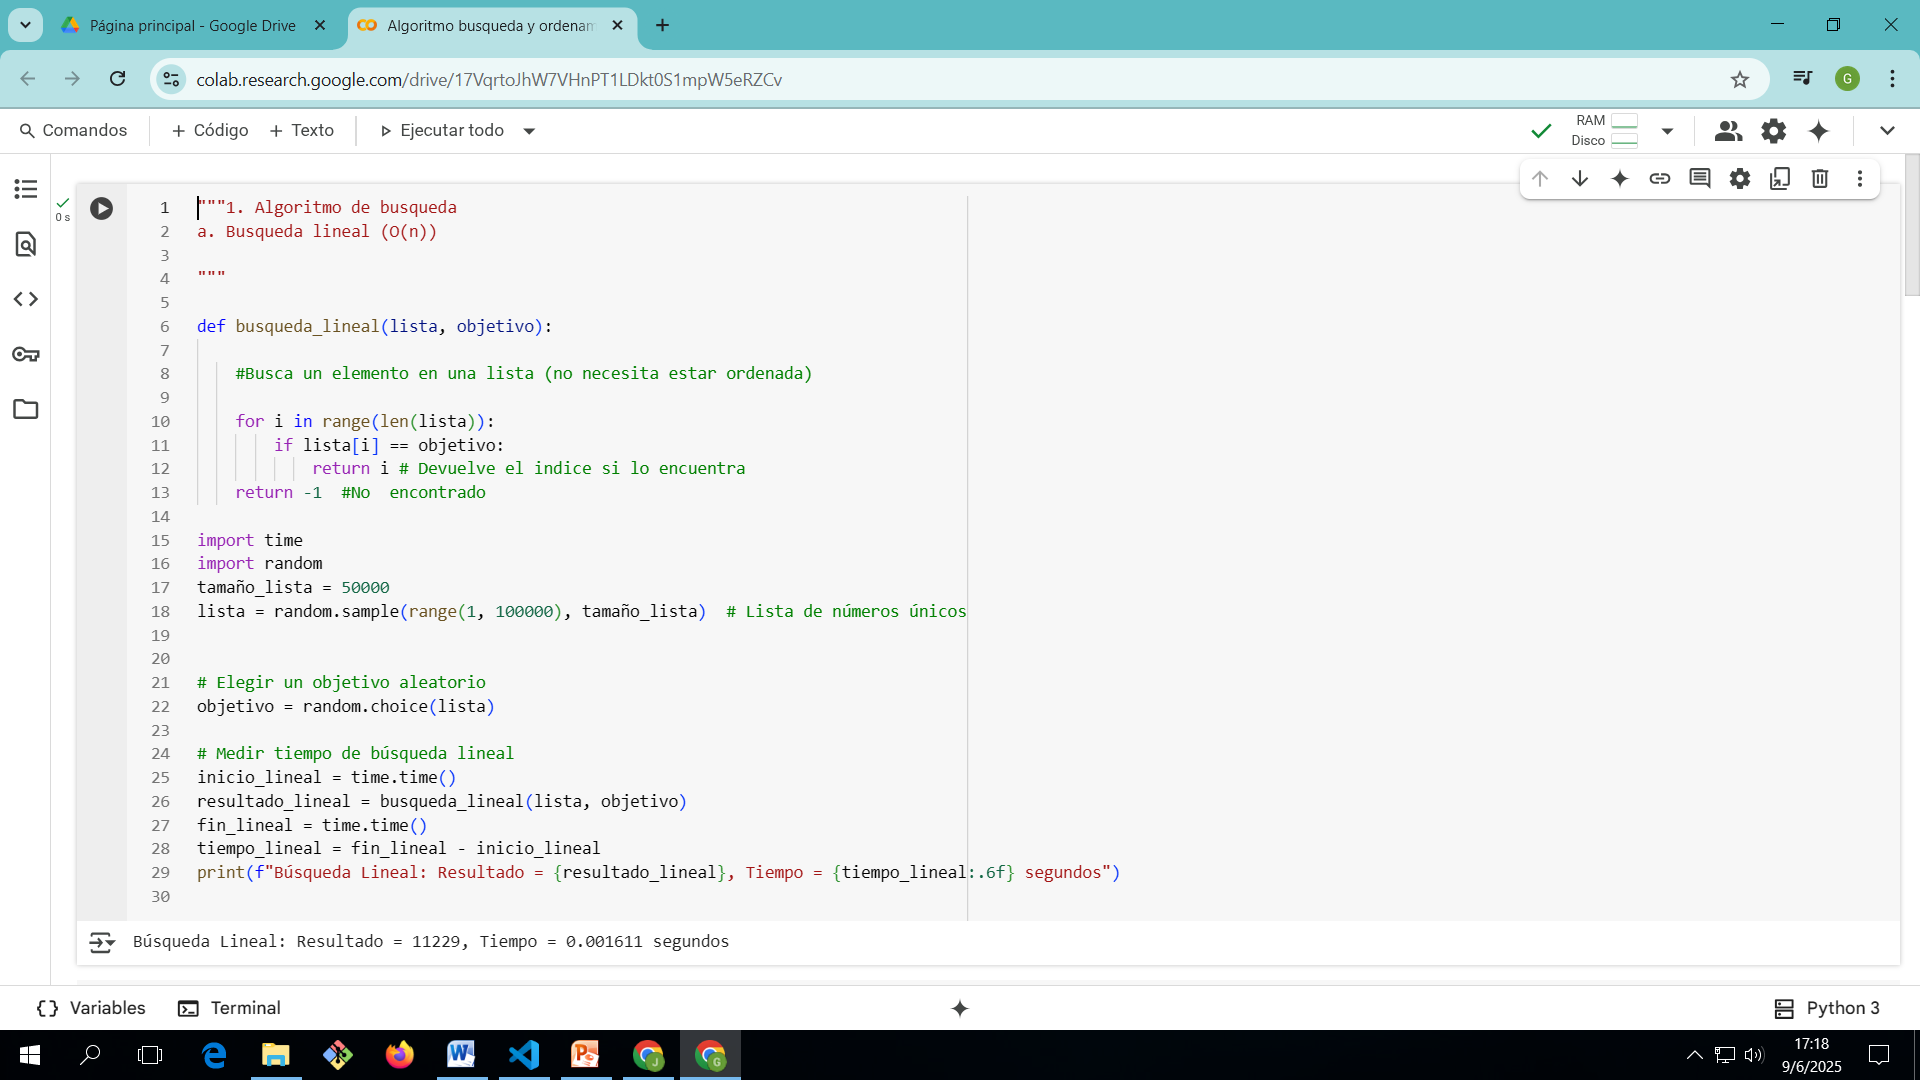 Página principal - Google Drive
Algoritmo busqueda y ordenam
colab.research.google.com/drive/17VqrtoJhW7VHnPT1LDkt0S1mpW5eRZCv
G
Comandos
+ Código
+ Texto
Ejecutar todo
RAM
Disco
0 s
1 """1. Algoritmo de busqueda
2 a. Busqueda lineal (O(n))
3
4 """
5
6 def busqueda_lineal(lista, objetivo):
7
8 #Busca un elemento en una lista (no necesita estar ordenada)
9
10 for i in range(len(lista)):
11 if lista[i] == objetivo:
12 return i # Devuelve el indice si lo encuentra
13 return -1  #No  encontrado
14
15 import time
16 import random
17 tamaño_lista = 50000
18 lista = random.sample(range(1, 100000), tamaño_lista)  # Lista de números únicos
19
20
21 # Elegir un objetivo aleatorio
22 objetivo = random.choice(lista)
23
24 # Medir tiempo de búsqueda lineal
25 inicio_lineal = time.time()
26 resultado_lineal = busqueda_lineal(lista, objetivo)
27 fin_lineal = time.time()
28 tiempo_lineal = fin_lineal - inicio_lineal
29 print(f"Búsqueda Lineal: Resultado = {resultado_lineal}, Tiempo = {tiempo_lineal:.6f} segundos")
30
Búsqueda Lineal: Resultado = 11229, Tiempo = 0.001611 segundos
{} Variables
Terminal
Python 3
17:18
9/6/2025